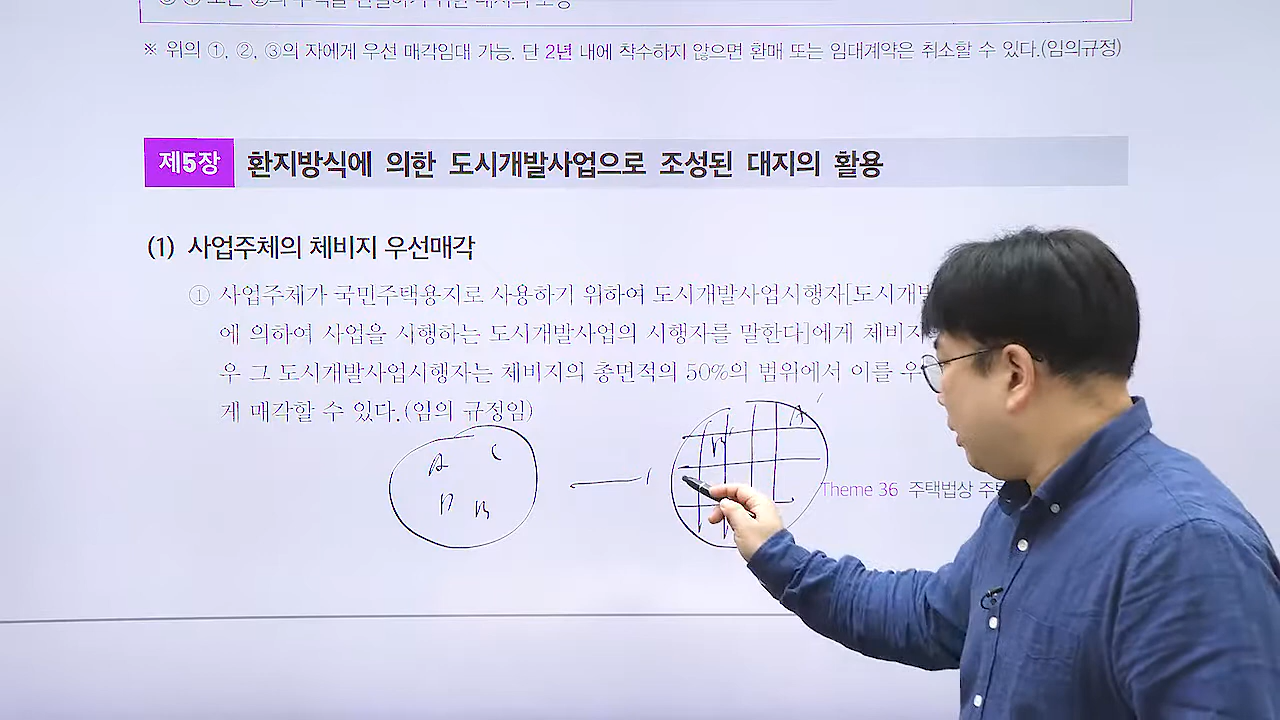 ※ 위의 ①, ②, ③의 자에게 우선 매각임대 가능. 단 2년 내에 착수하지 않으면 환매 또는 임대계약은 취소할 수 있다.(임의규정)
제5장 환지방식에 의한 도시개발사업으로 조성된 대지의 활용
(1) 사업주체의 체비지 우선매각
① 사업주체가 국민주택용지로 사용하기 위하여 도시개발사업시행자[도시개발
에 의하여 사업을 시행하는 도시개발사업의 시행자를 말한다]에게 체비지
우 그 도시개발사업시행자는 체비지의 총면적의 50%의 범위에서 이를 우
게 매각할 수 있다.(임의 규정임)
A C
D B
A'
B'
Theme 36 주택법상